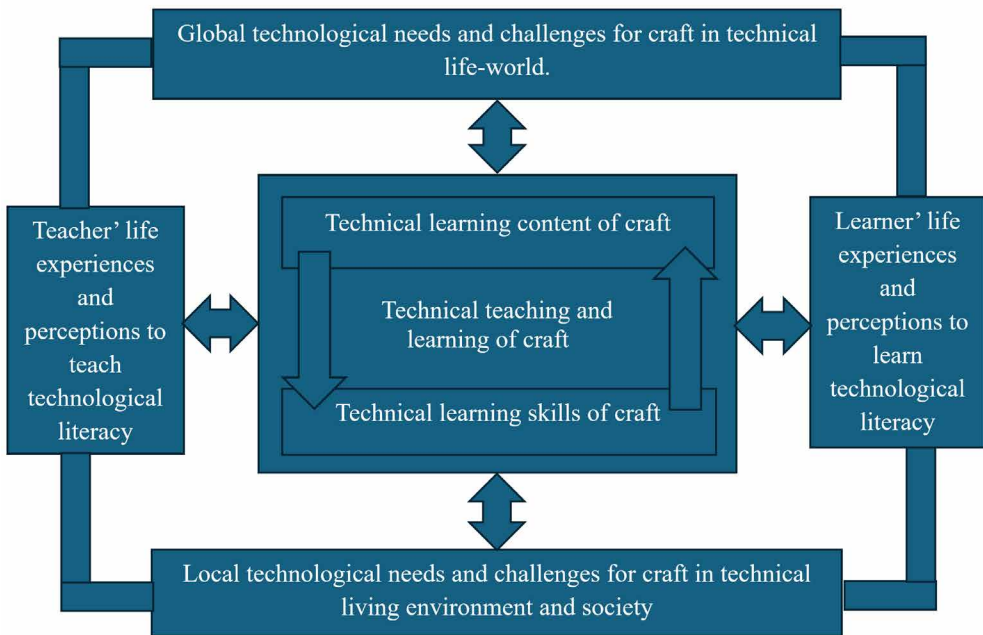 Global technological needs and challenges for craft in technical
life-world.
Teacher’ life
experiences
and
perceptions to
teach
technological
literacy
Technical learning content of craft
Technical teaching and
learning of craft
Technical learning skills of craft
Learner’ life
experiences
and
perceptions to
learn
technological
literacy
Local technological needs and challenges for craft in technical
living environment and society